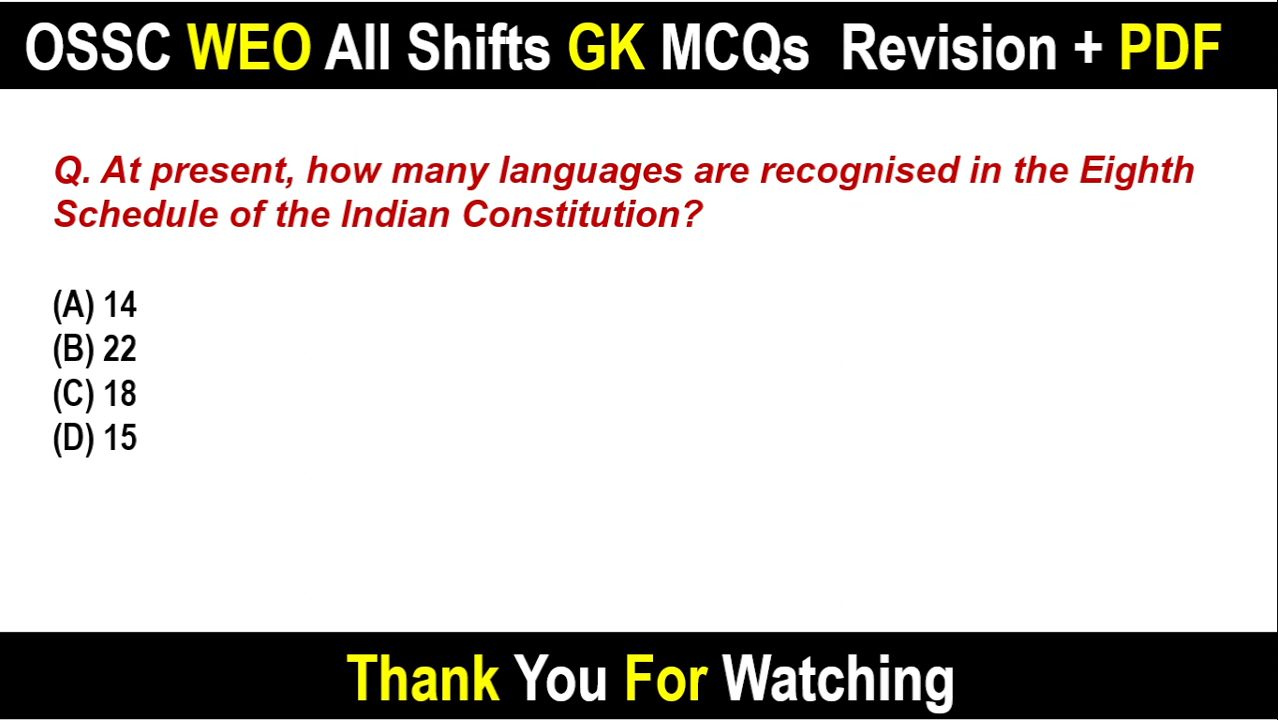 OSSC WEO All Shifts GK MCQs Revision + PDF
Q. At present, how many languages are recognised in the Eighth
Schedule of the Indian Constitution?
(A) 14
(B) 22
(C) 18
(D) 15
Thank You For Watching